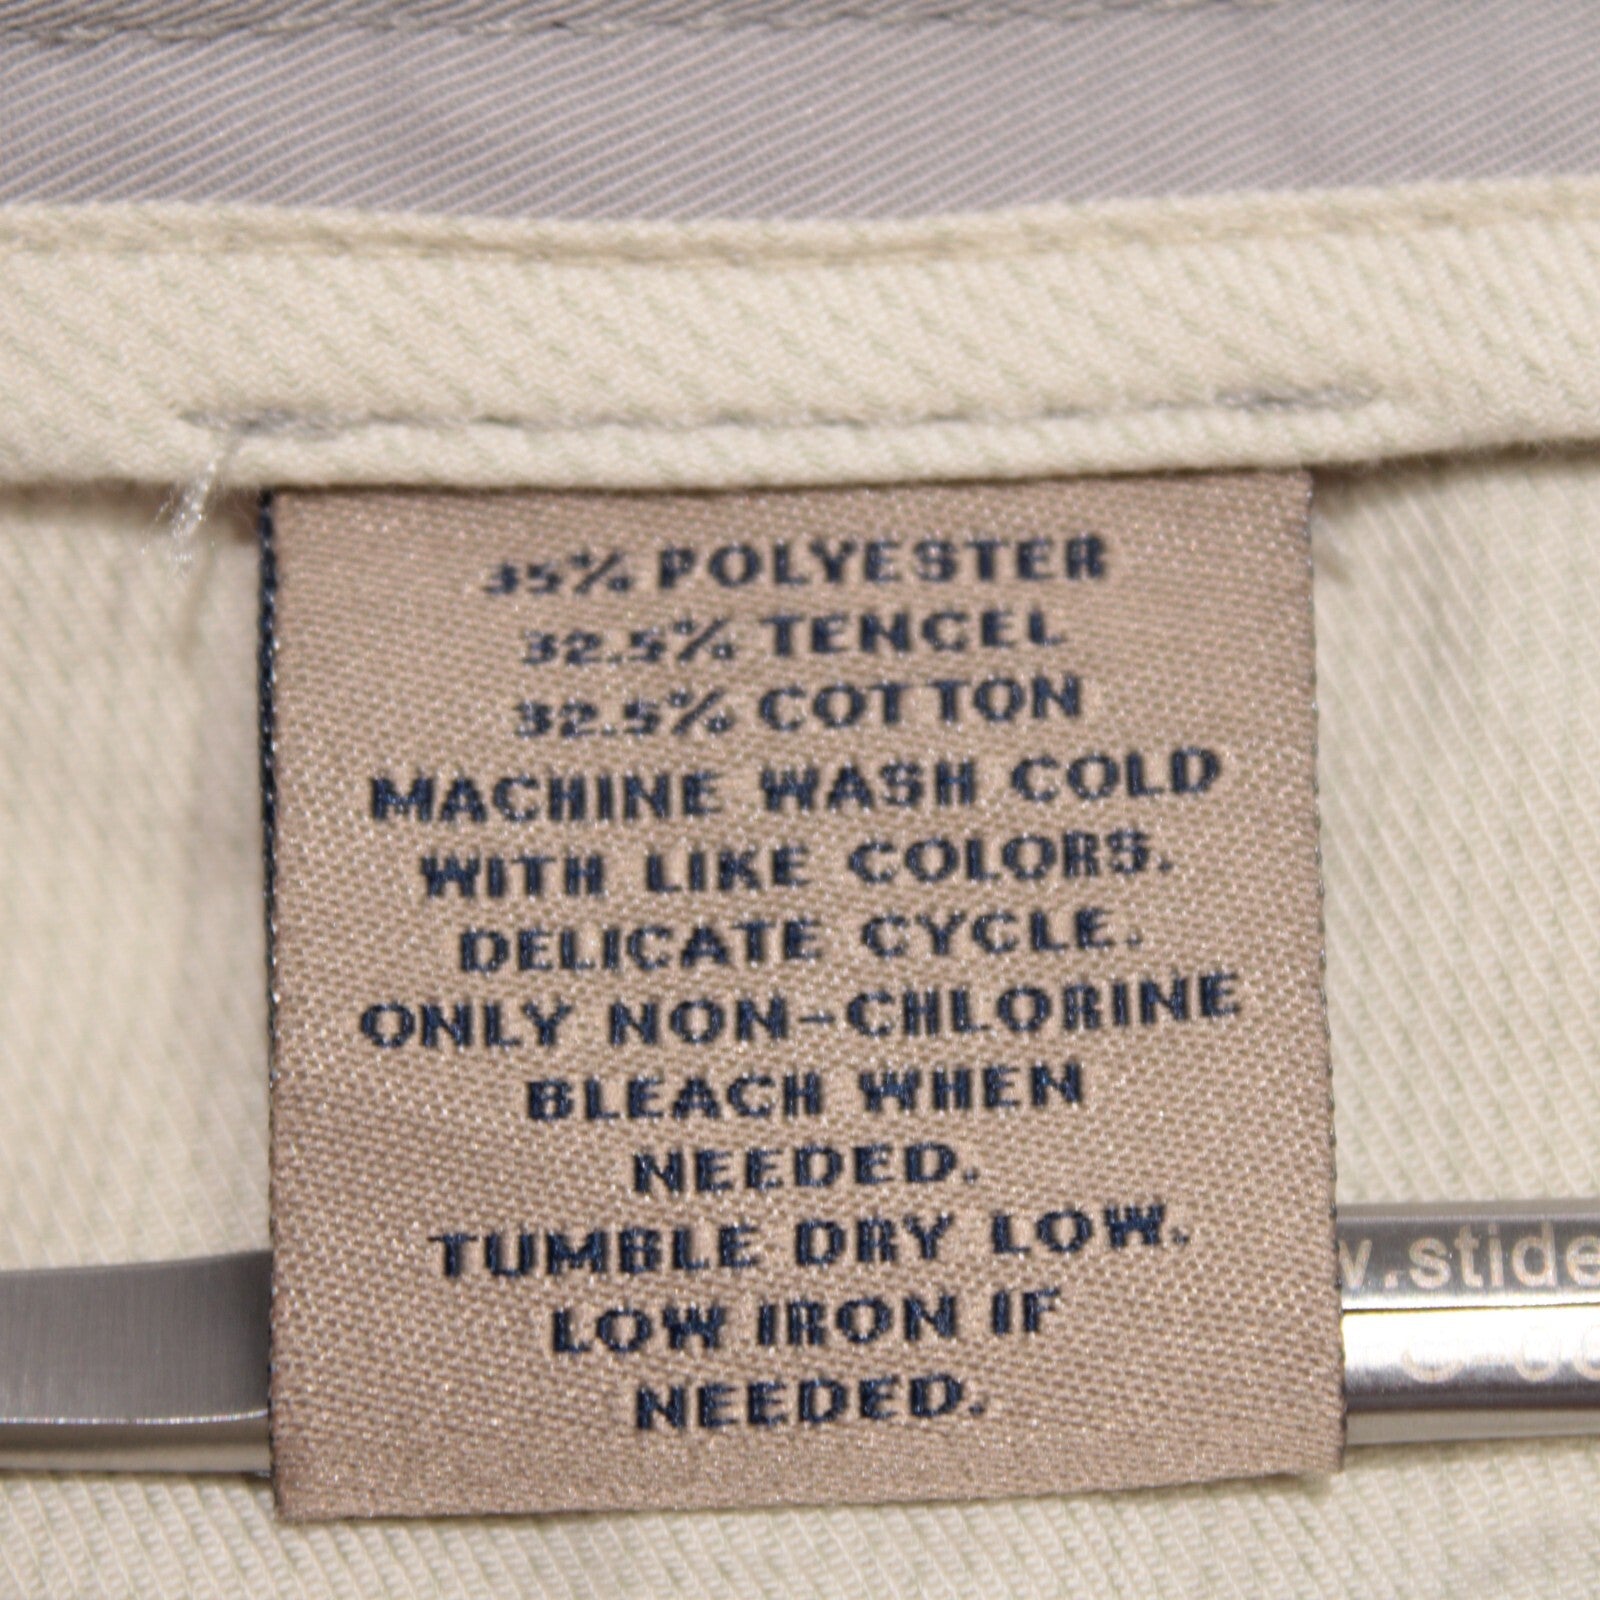 35% POLYESTER
32.5% TENCEL
32.5% COTTON
MACHINE WASH COLD
WITH LIKE COLORS.
DELICATE CYCLE.
ONLY NON-CHLORINE
BLEACH WHEN
NEEDED.
TUMBLE DRY LOW.
LOW IRON IF
NEEDED.
w.stide